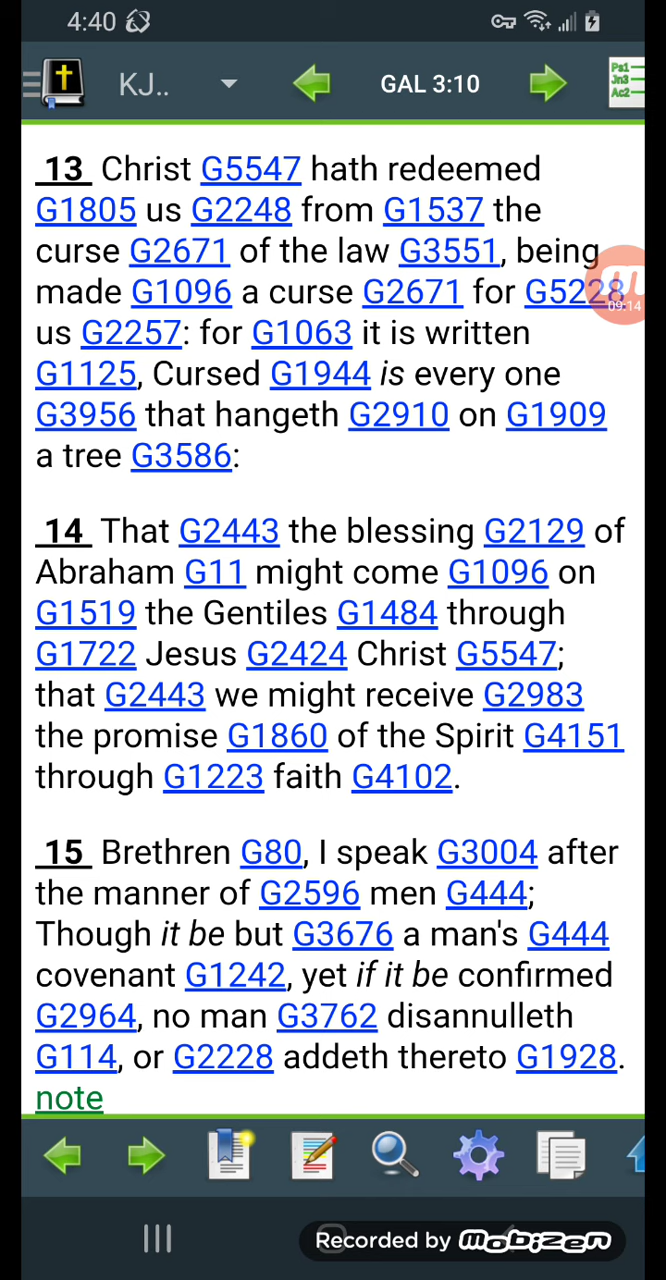 4:40
KJ.. GAL 3:10 Ps1 Jn3 Ac2
13 Christ G5547 hath redeemed
G1805 us G2248 from G1537 the
curse G2671 of the law G3551, being
made G1096 a curse G2671 for G5228
09:14
us G2257: for G1063 it is written
G1125, Cursed G1944 is every one
G3956 that hangeth G2910 on G1909
a tree G3586:
14 That G2443 the blessing G2129 of
Abraham G11 might come G1096 on
G1519 the Gentiles G1484 through
G1722 Jesus G2424 Christ G5547;
that G2443 we might receive G2983
the promise G1860 of the Spirit G4151
through G1223 faith G4102.
15 Brethren G80, I speak G3004 after
the manner of G2596 men G444;
Though it be but G3676 a man's G444
covenant G1242, yet if it be confirmed
G2964, no man G3762 disannulleth
G114, or G2228 addeth thereto G1928.
note
Recorded by mobizen